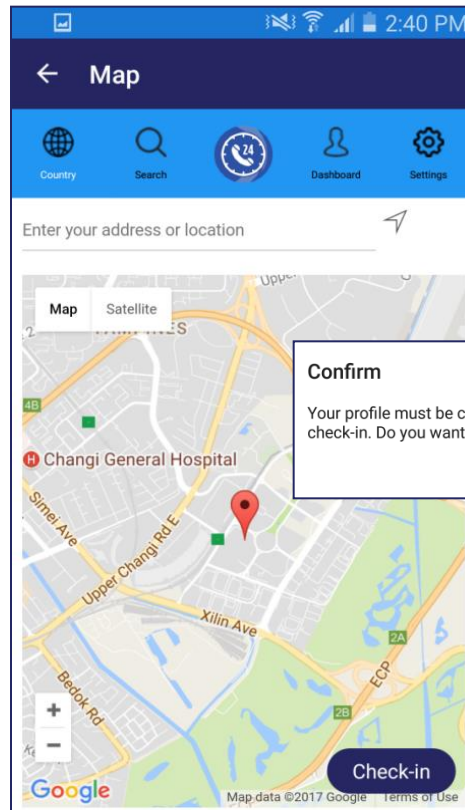 2:40 PM
Map
24
Country
Search
Dashboard
Settings
Enter your address or location
Map
Satellite
4B
Confirm
Your profile must be c
check-in. Do you want
H
Changi General Hospital
Simei Ave
Upper Changi Rd E
Xilin Ave
2A
ECP
Bedok Rd
2B
+
−
Check-in
Google
Map data ©2017 Google
Terms of Use